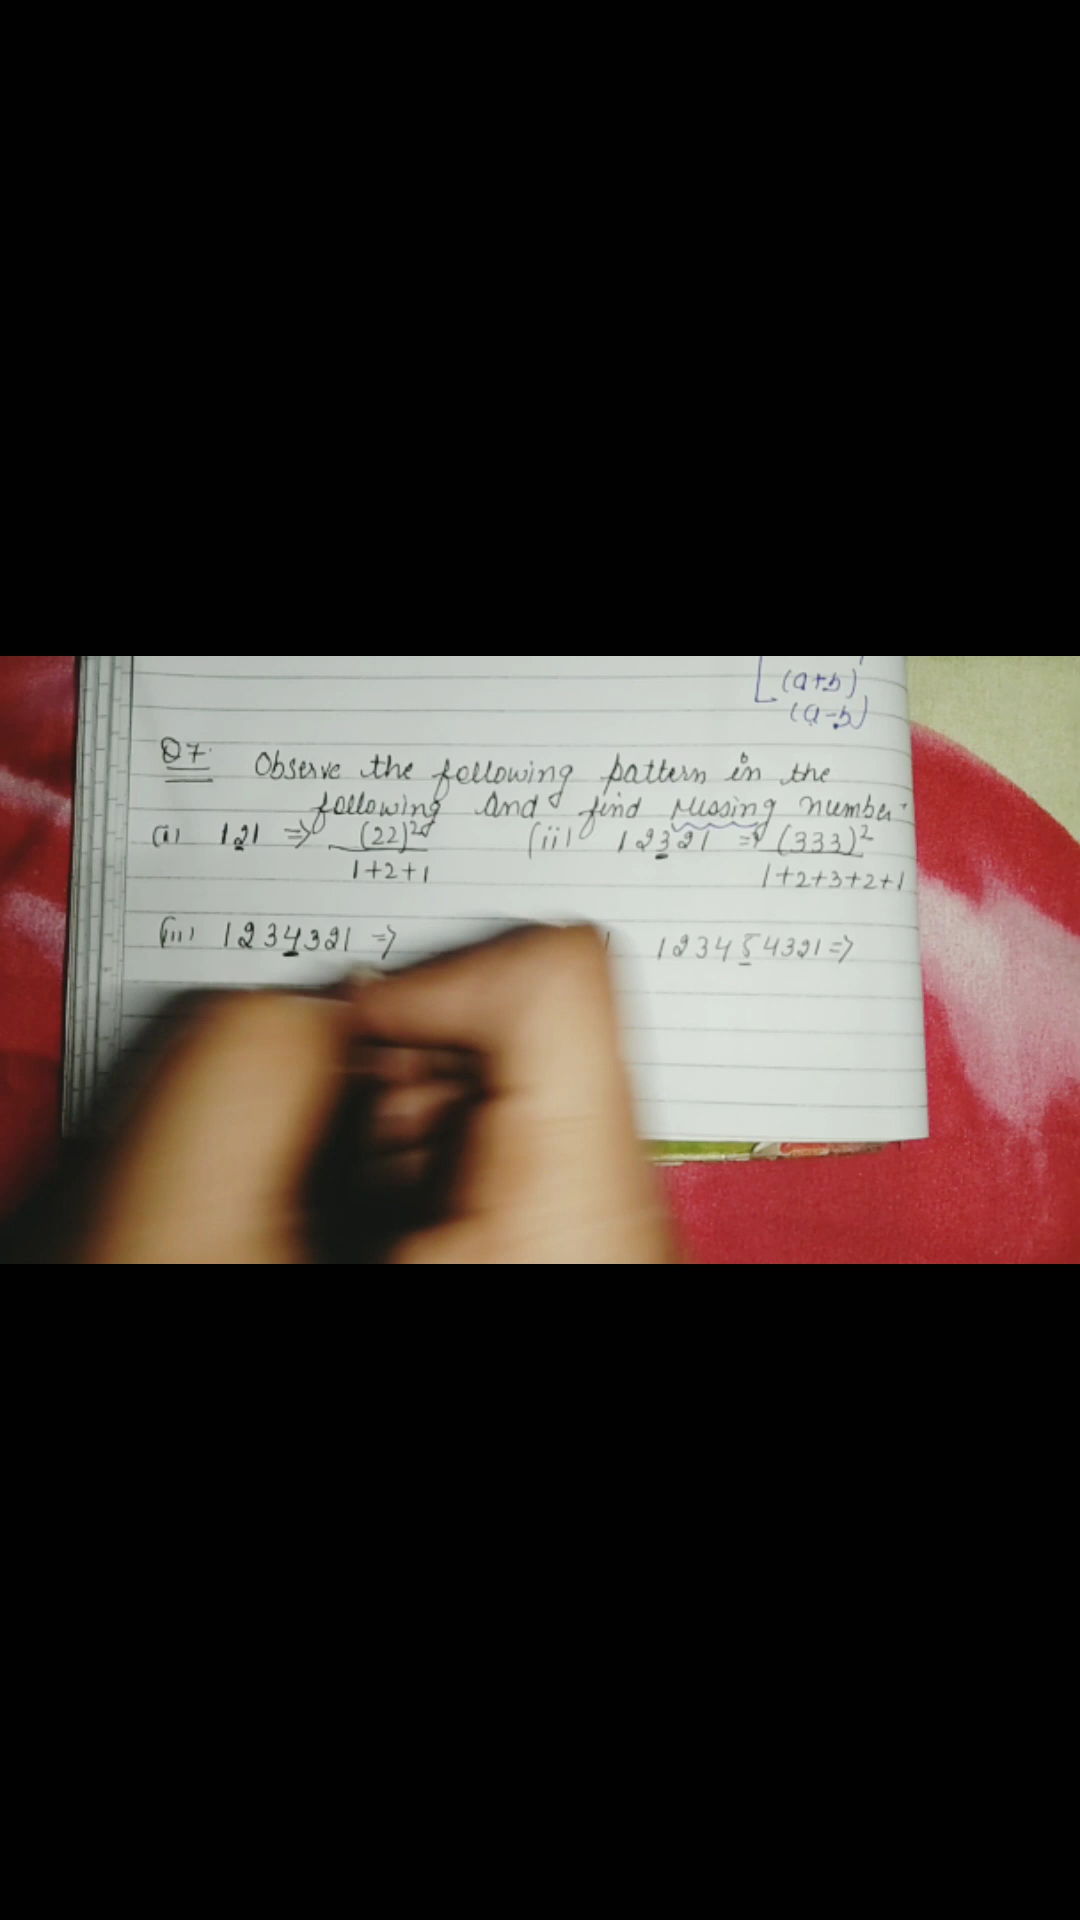 (a+b)
(a-b)
Q7. Observe the following pattern in the
following and find missing number.
(i) 121 => (22)²
1+2+1
(ii) 12321 => (333)²
1+2+3+2+1
(iii) 1234321 =>
123454321 =>